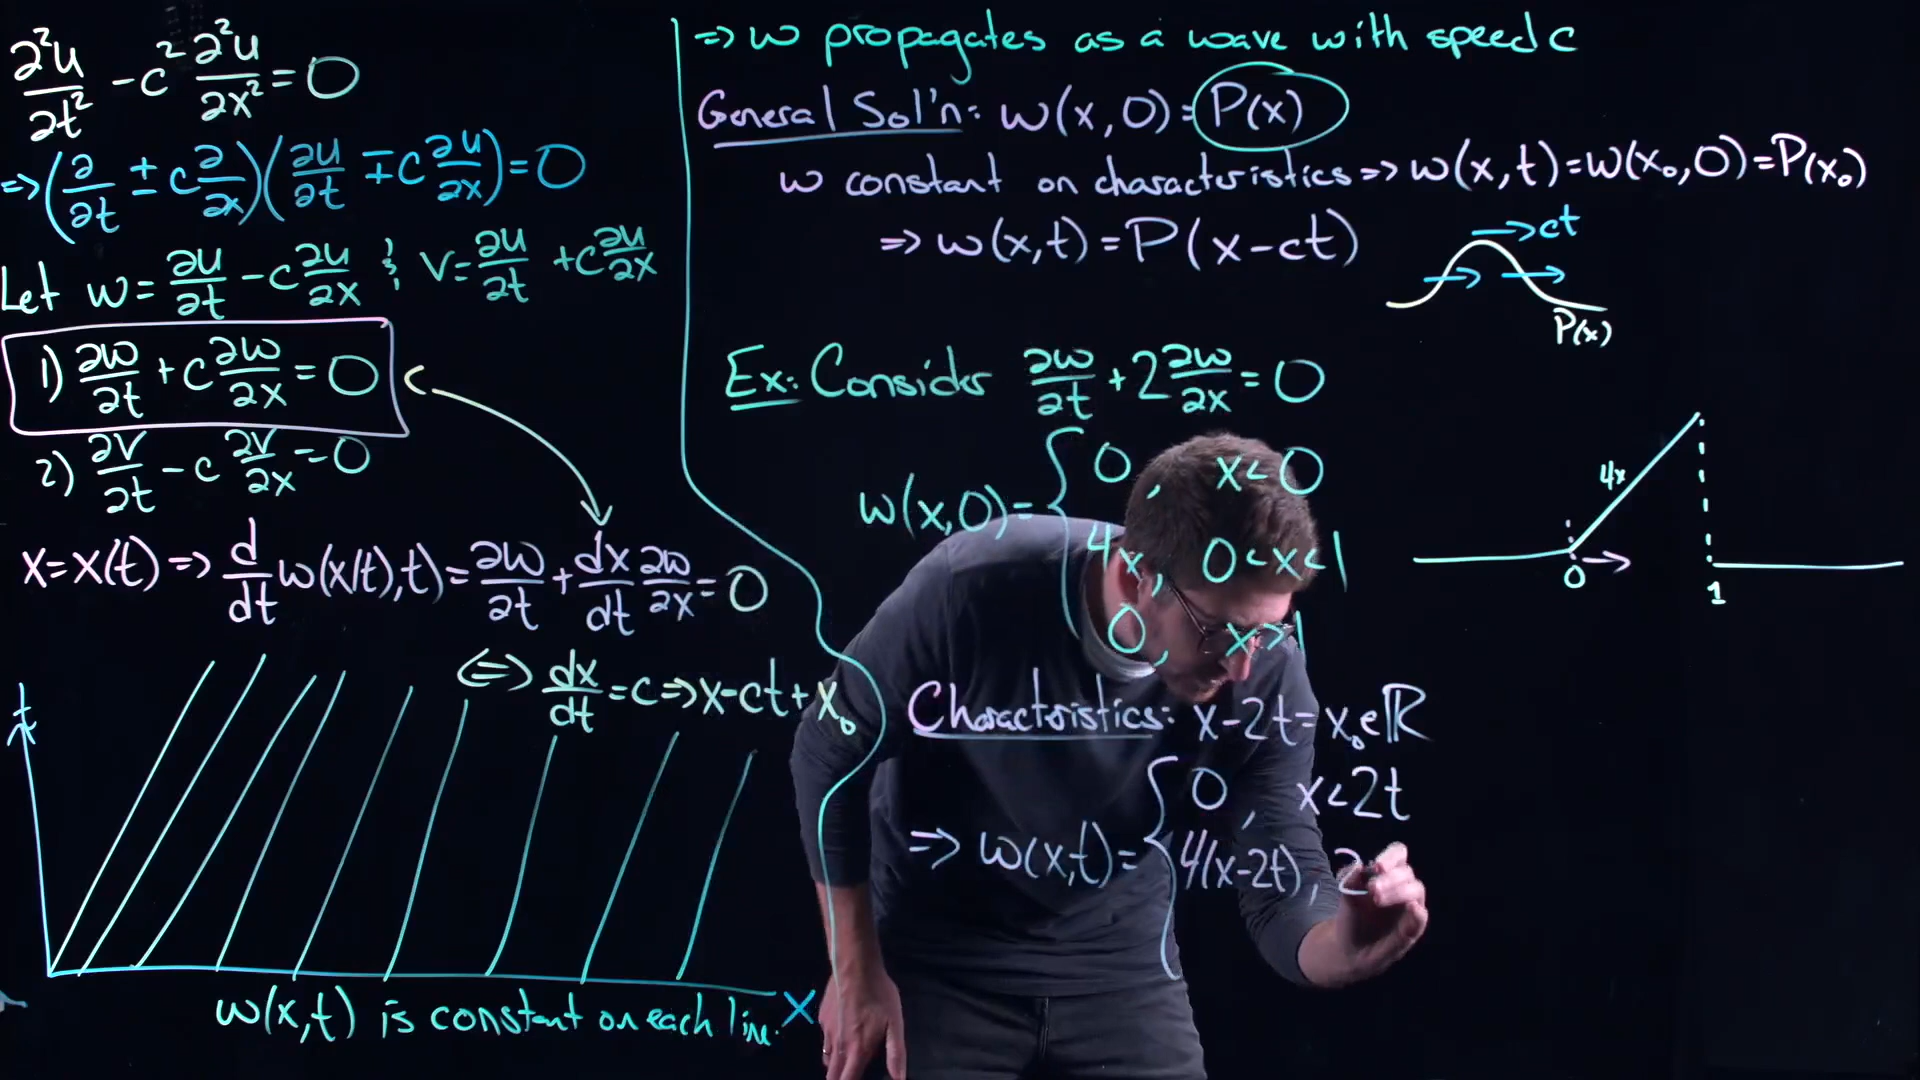 ∂²u/∂t² - c² ∂²u/∂x² = 0
=> (∂/∂t ± c ∂/∂x)(∂u/∂t ∓ c ∂u/∂x) = 0
Let w = ∂u/∂t - c ∂u/∂x & v = ∂u/∂t + c ∂u/∂x
1) ∂w/∂t + c ∂w/∂x = 0
2) ∂v/∂t - c ∂v/∂x = 0
x = x(t) => d/dt w(x(t), t) = ∂w/∂t + dx/dt ∂w/∂x = 0
<=> dx/dt = c => x - ct + x₀
t
x
w(x,t) is constant on each line.
=> w propagates as a wave with speed c
General Sol'n: w(x,0) = P(x)
w constant on characteristics => w(x,t) = w(x₀,0) = P(x₀)
=> w(x,t) = P(x-ct)
ct
P(x)
Ex: Consider ∂w/∂t + 2 ∂w/∂x = 0
w(x,0) = { 0, x<0
4x, 0<x<1
0, x>1
4x
0
1
Characteristics: x-2t = x₀ ∈ ℝ
=> w(x,t) = { 0, x<2t
4(x-2t), 2